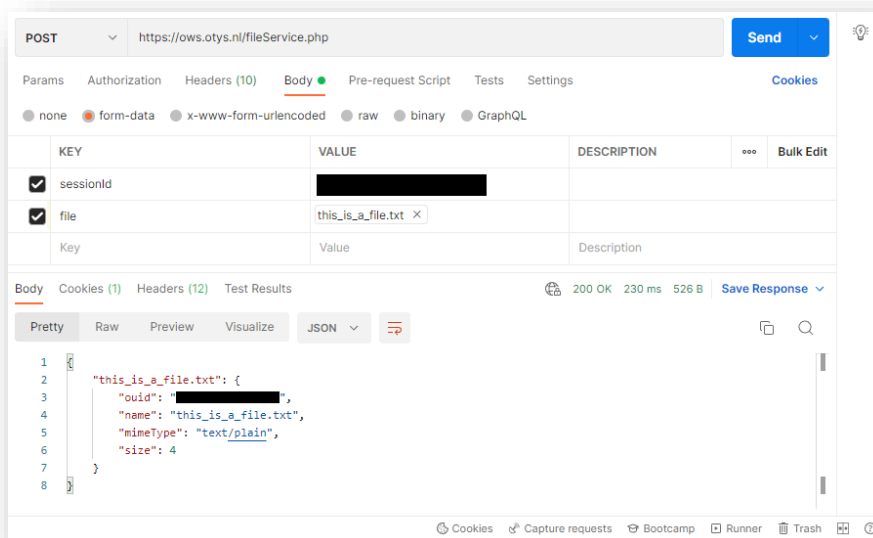 POST https://ows.otys.nl/fileService.php Send
Params Authorization Headers (10) Body Pre-request Script Tests Settings Cookies
none form-data x-www-form-urlencoded raw binary GraphQL
KEY VALUE DESCRIPTION ooo Bulk Edit
sessionId
file this_is_a_file.txt ×
Key Value Description
Body Cookies (1) Headers (12) Test Results 200 OK 230 ms 526 B Save Response
Pretty Raw Preview Visualize JSON
1 {
2 "this_is_a_file.txt": {
3 "ouid": "",
4 "name": "this_is_a_file.txt",
5 "mimeType": "text/plain",
6 "size": 4
7 }
8 }
Cookies Capture requests Bootcamp Runner Trash